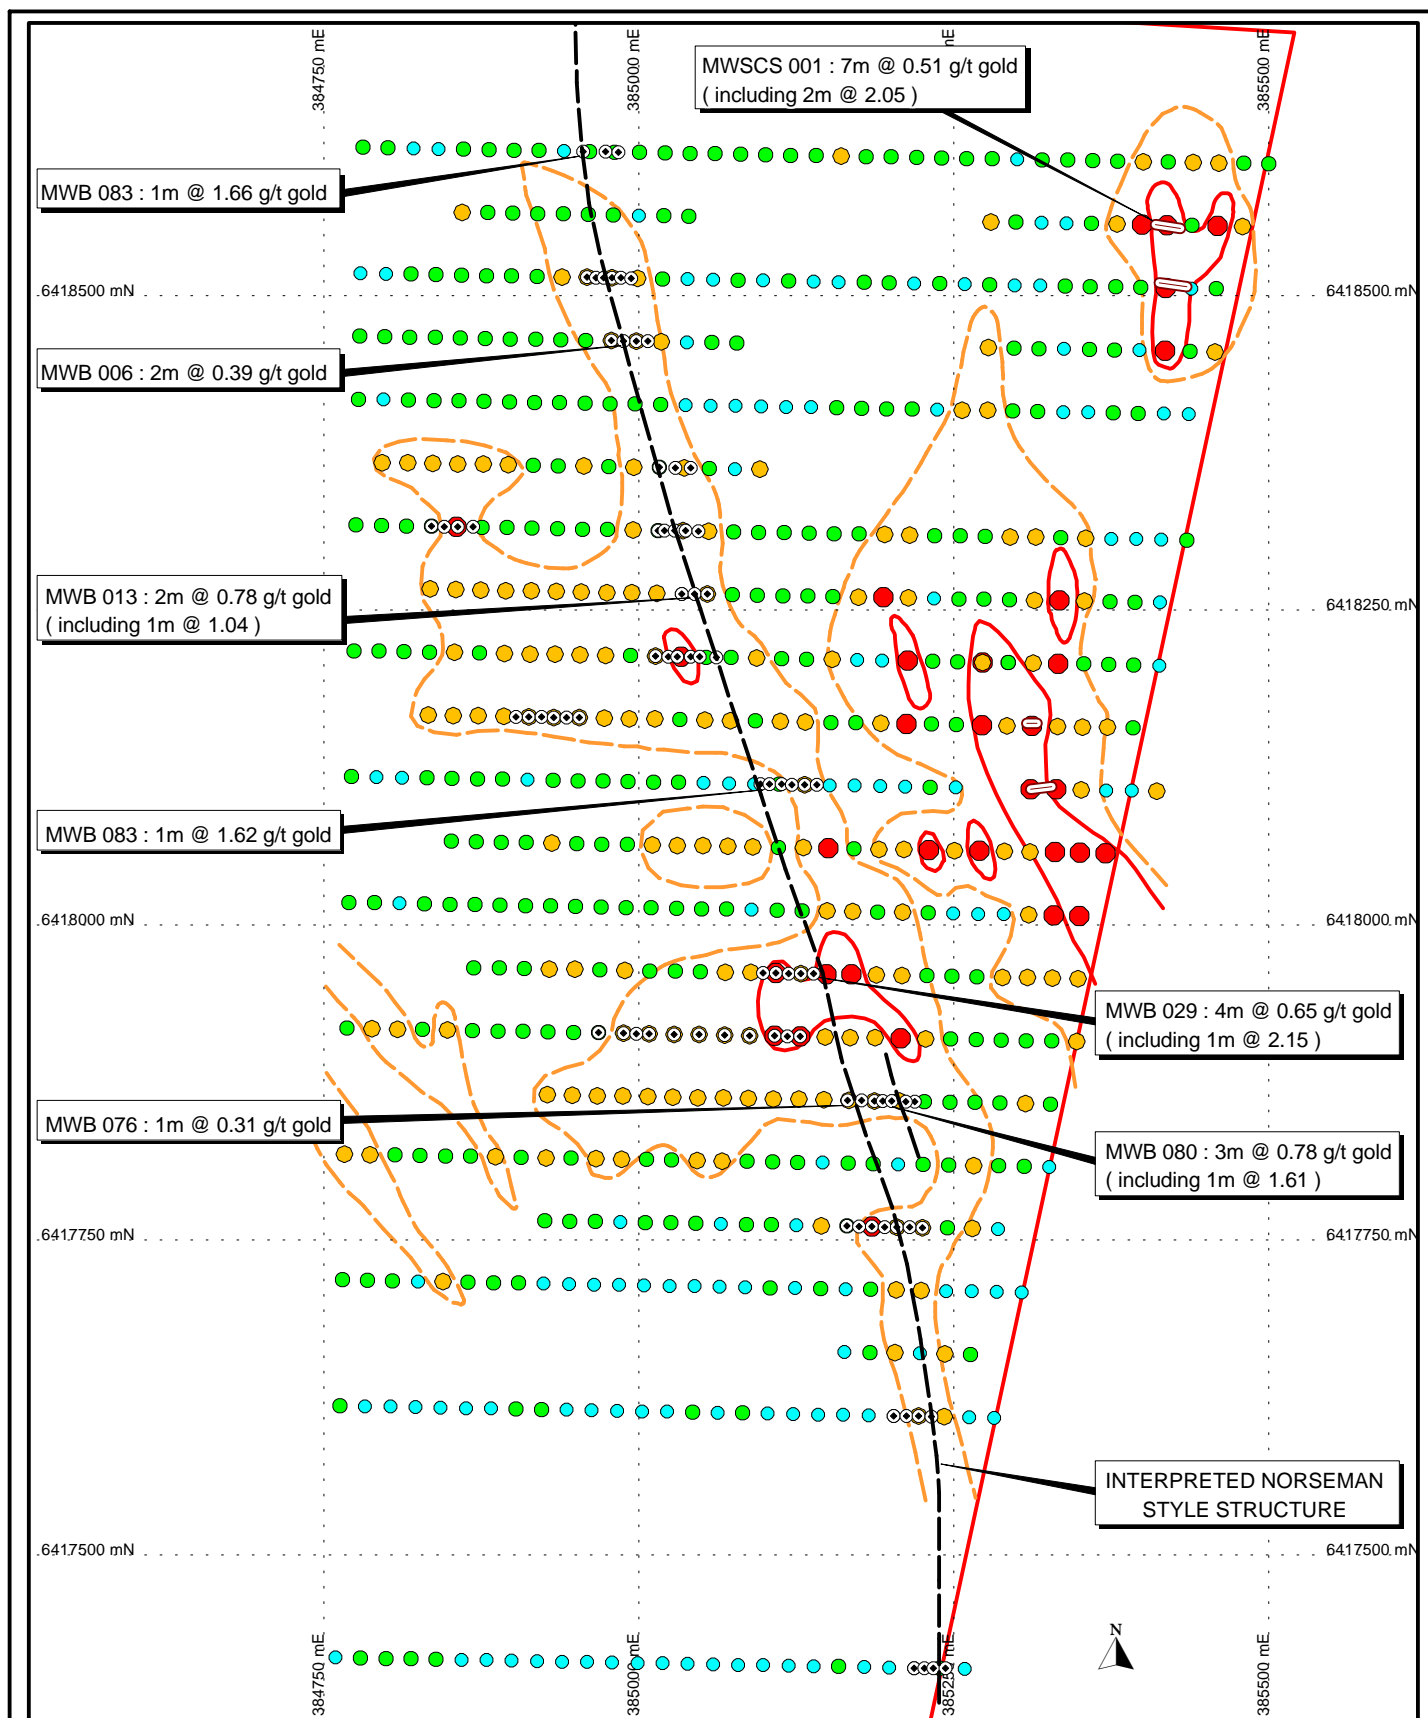 384750 mE
385000 mE
mE
385500 mE
MWSCS 001 : 7m @ 0.51 g/t gold
( including 2m @ 2.05 )
MWB 083 : 1m @ 1.66 g/t gold
6418500 mN
6418500 mN
MWB 006 : 2m @ 0.39 g/t gold
MWB 013 : 2m @ 0.78 g/t gold
( including 1m @ 1.04 )
6418250 mN
6418250 mN
MWB 083 : 1m @ 1.62 g/t gold
6418000 mN
6418000 mN
MWB 029 : 4m @ 0.65 g/t gold
( including 1m @ 2.15 )
MWB 076 : 1m @ 0.31 g/t gold
MWB 080 : 3m @ 0.78 g/t gold
( including 1m @ 1.61 )
6417750 mN
6417750 mN
INTERPRETED NORSEMAN
STYLE STRUCTURE
6417500 mN
6417500 mN
N
384750 mE
385000 mE
385250 mE
385500 mE